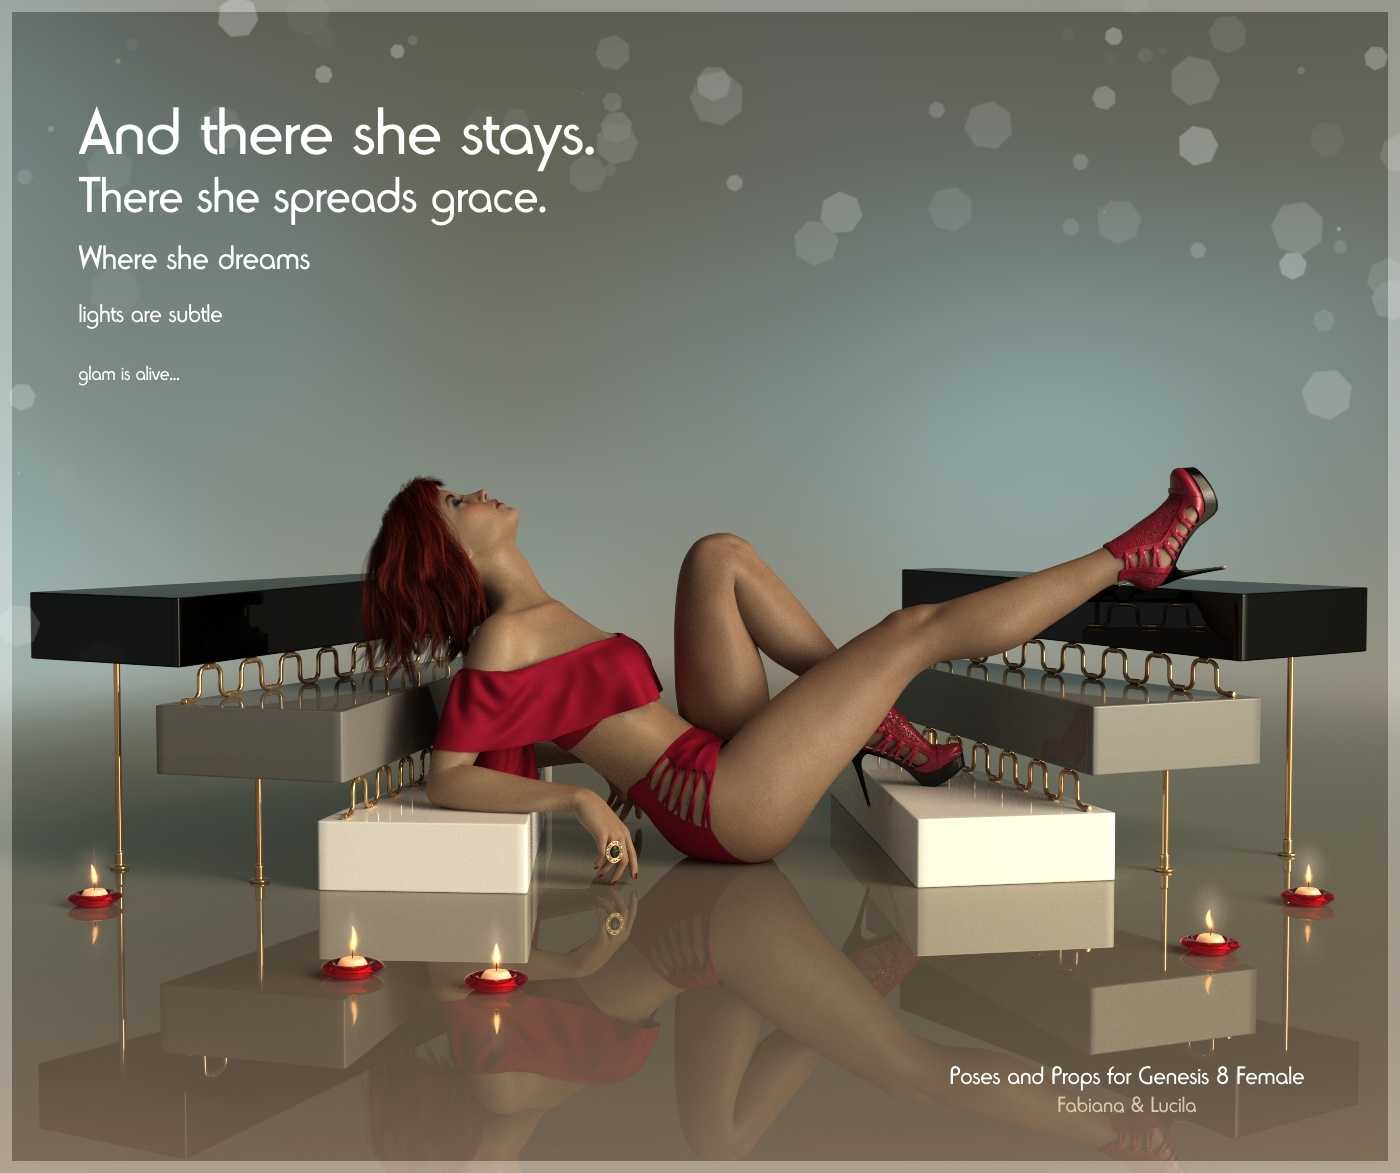 And there she stays.
There she spreads grace.
Where she dreams
lights are subtle
glam is alive...
Poses and Props for Genesis 8 Female
Fabiana & Lucila